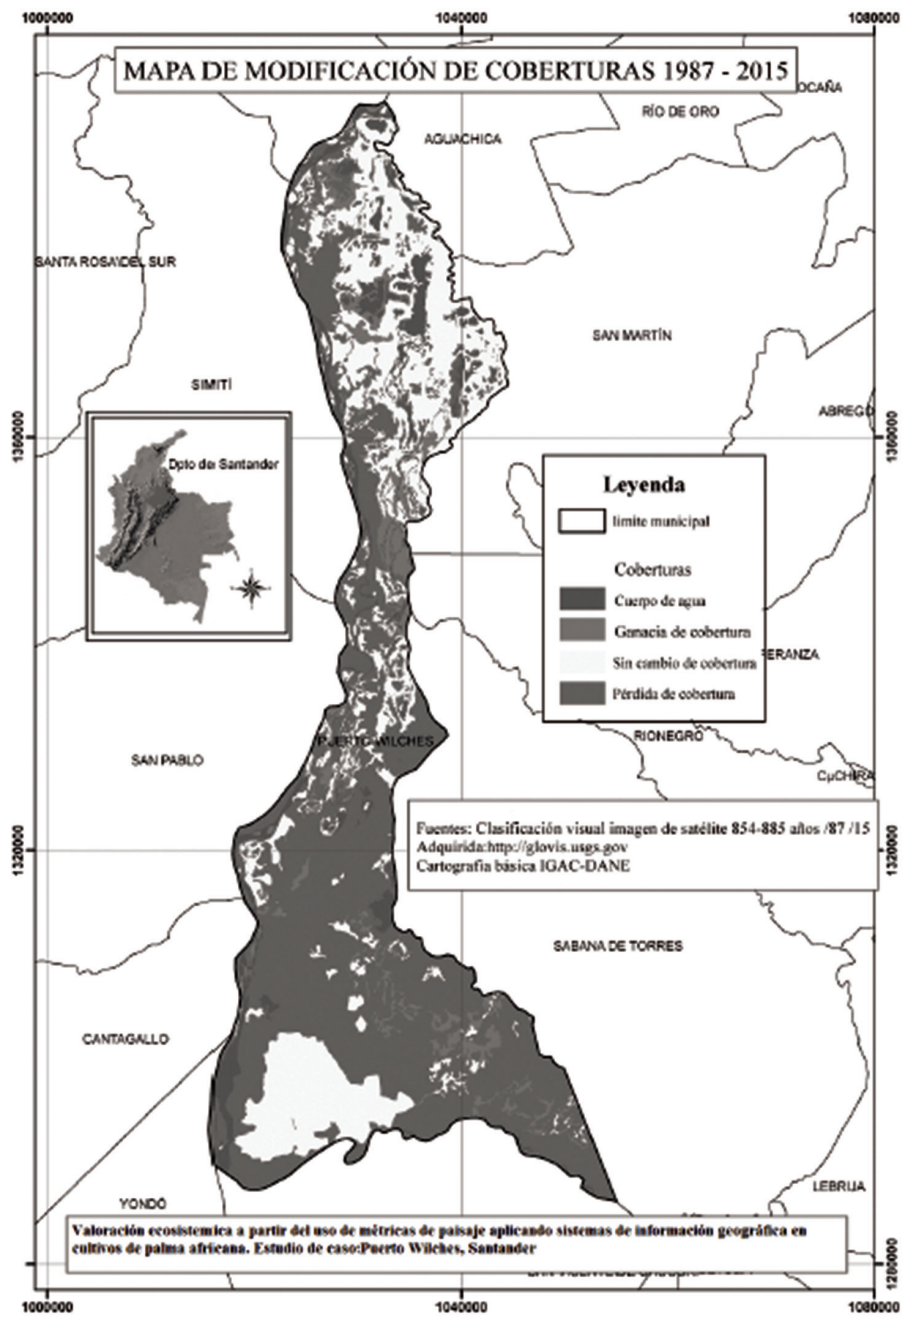 1000000
1040000
1080000
MAPA DE MODIFICACIÓN DE COBERTURAS 1987 - 2015
OCAÑA
RÍO DE ORO
AGUACHICA
SANTA ROSA DEL SUR
SAN MARTÍN
SIMITÍ
ABREGO
1360000
1360000
Dpto de Santander
Leyenda
limite municipal
Coberturas
Cuerpo de agua
Ganacia de cobertura
Sin cambio de cobertura
Pérdida de cobertura
PERANZA
PUERTO WILCHES
RIONEGRO
SAN PABLO
CµCHIRA
Fuentes: Clasificación visual imagen de satélite 854-885 años /87 /15
Adquirida:http://glovis.usgs.gov
Cartografia básica IGAC-DANE
1320000
1320000
SABANA DE TORRES
CANTAGALLO
LEBRIJA
YONDÓ
Valoración ecosistemica a partir del uso de métricas de paisaje aplicando sistemas de información geográfica en
cultivos de palma africana. Estudio de caso:Puerto Wilches, Santander
1280000
1000000
1040000
1080000